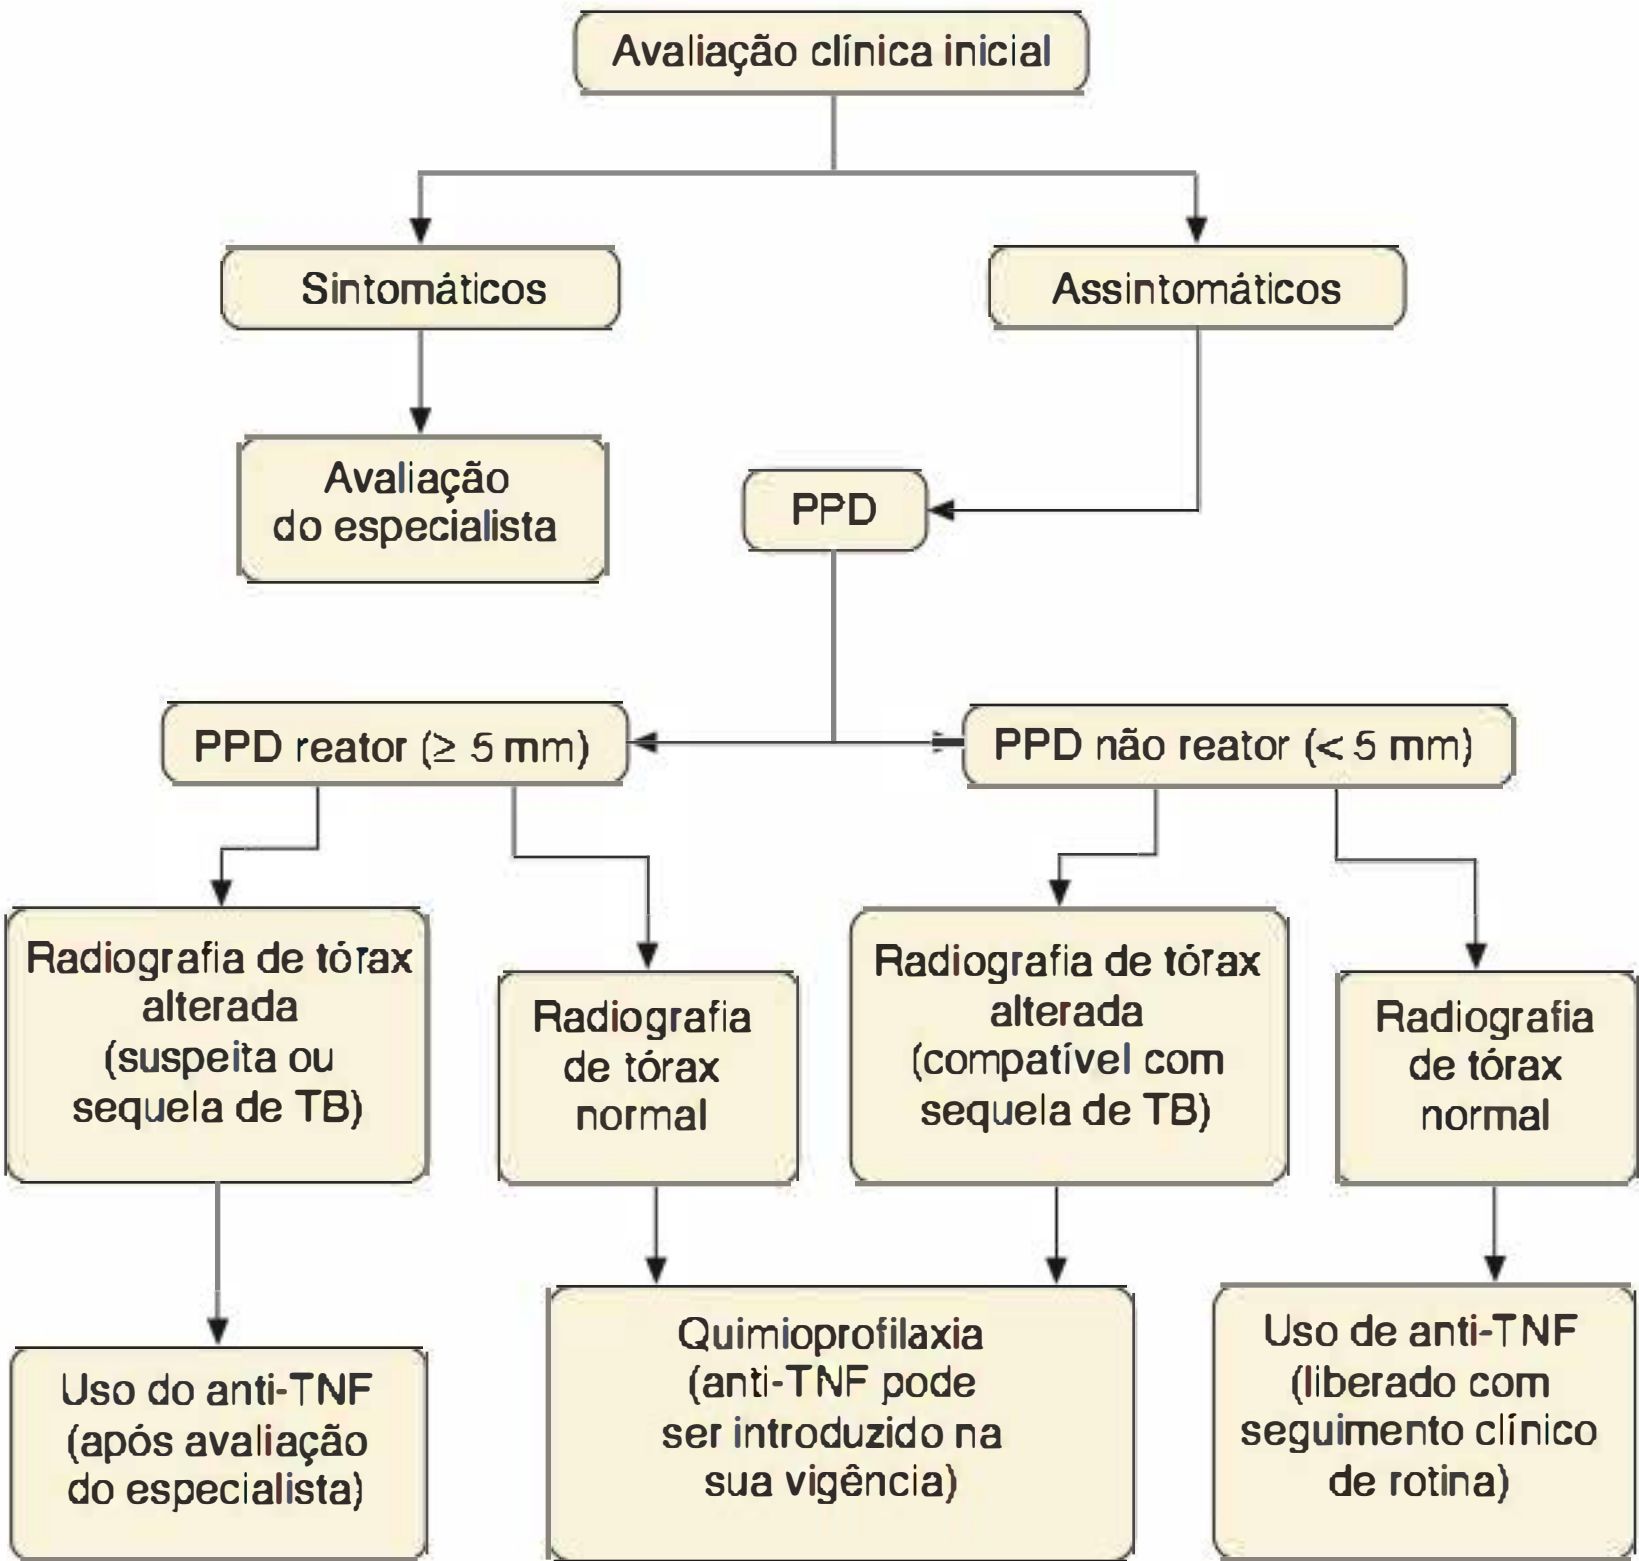 Avaliação clínica inicial
Sintomáticos
Assintomáticos
Avaliação
do especialista
PPD
PPD reator (≥ 5 mm)
PPD não reator (< 5 mm)
Radiografia de tórax
alterada
(suspeita ou
sequela de TB)
Radiografia
de tórax
normal
Radiografia de tórax
alterada
(compatível com
sequela de TB)
Radiografia
de tórax
normal
Uso do anti-TNF
(após avaliação
do especialista)
Quimioprofilaxia
(anti-TNF pode
ser introduzido na
sua vigência)
Uso de anti-TNF
(liberado com
seguimento clínico
de rotina)